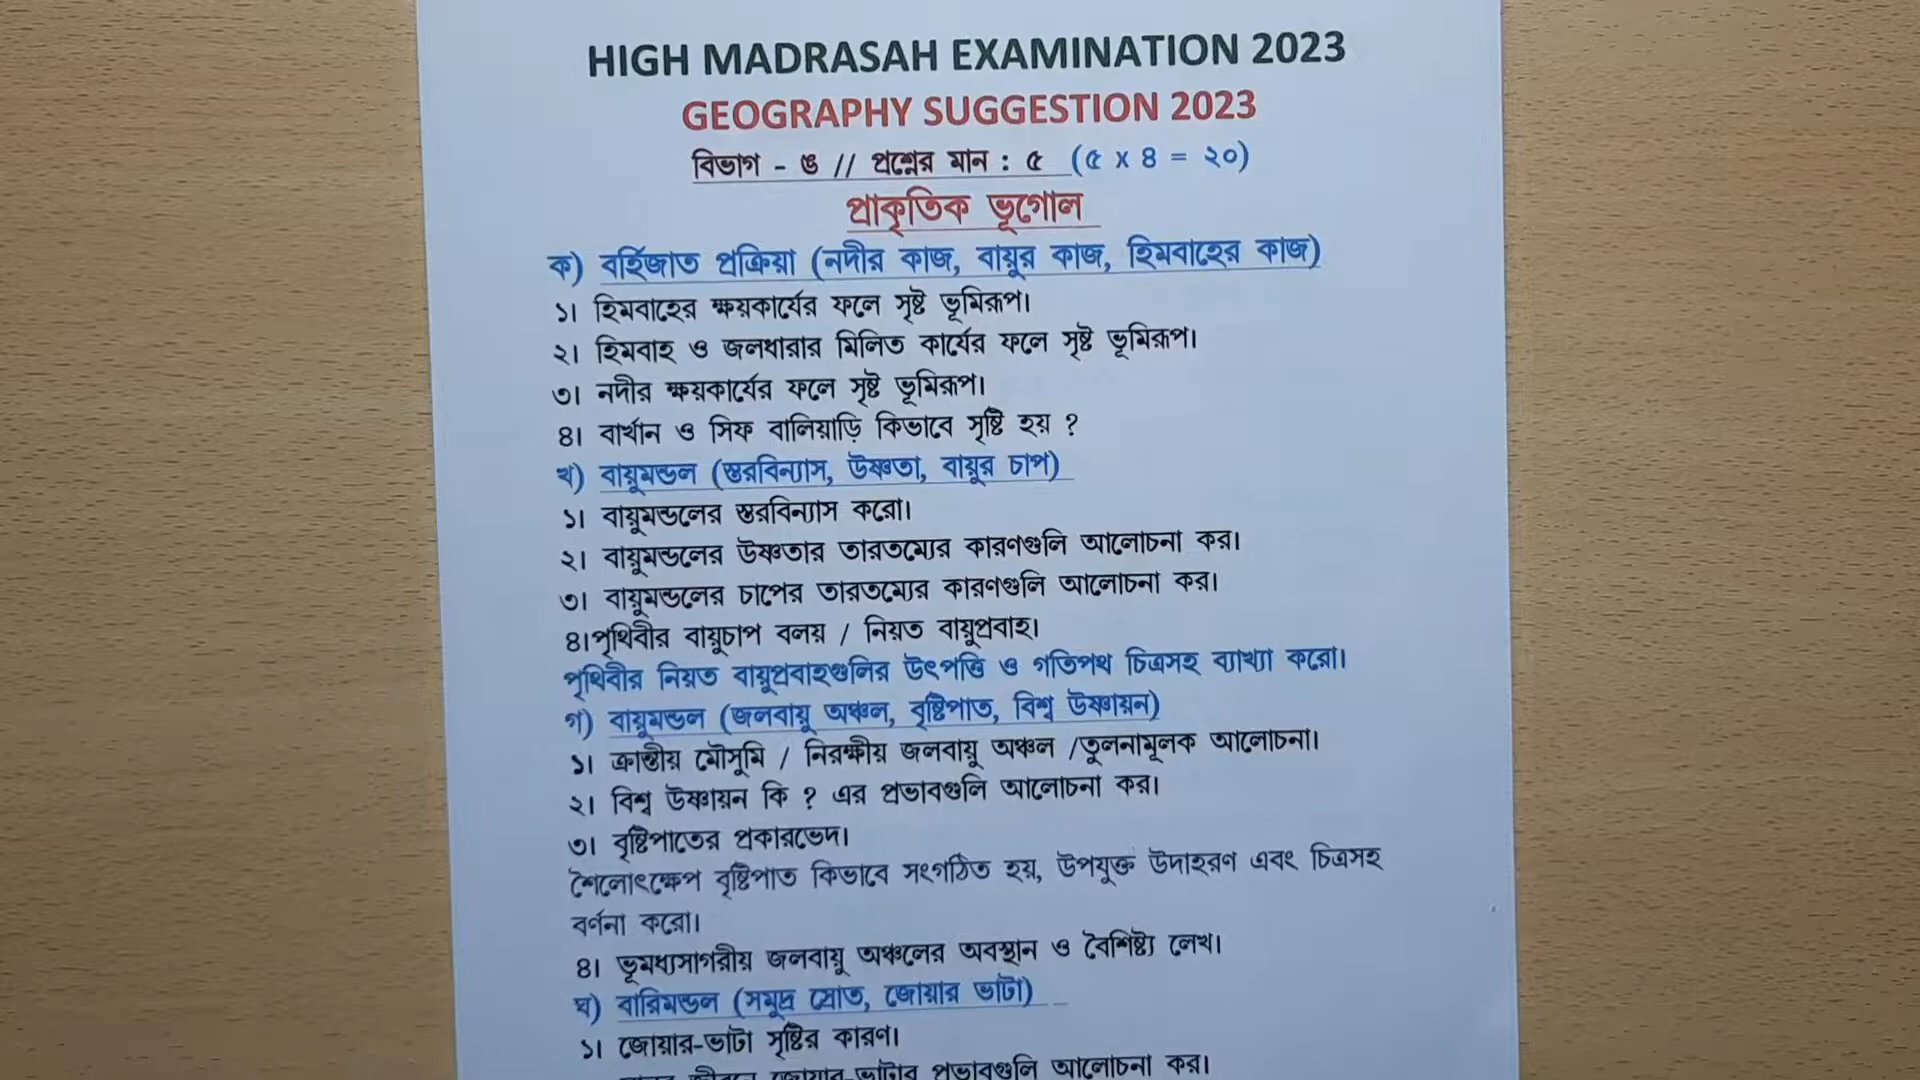 HIGH MADRASAH EXAMINATION 2023
GEOGRAPHY SUGGESTION 2023
বিভাগ - ঙ // প্রশ্নের মান : ৫ (৫ x ৪ = ২০)
প্রাকৃতিক ভূগোল
ক) বর্হিজাত প্রক্রিয়া (নদীর কাজ, বায়ুর কাজ, হিমবাহের কাজ)
১। হিমবাহের ক্ষয়কার্যের ফলে সৃষ্ট ভূমিরূপ।
২। হিমবাহ ও জলধারার মিলিত কার্যের ফলে সৃষ্ট ভূমিরূপ।
৩। নদীর ক্ষয়কার্যের ফলে সৃষ্ট ভূমিরূপ।
৪। বার্খান ও সিফ বালিয়াড়ি কিভাবে সৃষ্টি হয় ?
খ) বায়ুমন্ডল (স্তরবিন্যাস, উষ্ণতা, বায়ুর চাপ)
১। বায়ুমন্ডলের স্তরবিন্যাস করো।
২। বায়ুমন্ডলের উষ্ণতার তারতম্যের কারণগুলি আলোচনা কর।
৩। বায়ুমন্ডলের চাপের তারতম্যের কারণগুলি আলোচনা কর।
৪।পৃথিবীর বায়ুচাপ বলয় / নিয়ত বায়ুপ্রবাহ।
পৃথিবীর নিয়ত বায়ুপ্রবাহগুলির উৎপত্তি ও গতিপথ চিত্রসহ ব্যাখ্যা করো।
গ) বায়ুমন্ডল (জলবায়ু অঞ্চল, বৃষ্টিপাত, বিশ্ব উষ্ণায়ন)
১। ক্রান্তীয় মৌসুমি / নিরক্ষীয় জলবায়ু অঞ্চল /তুলনামূলক আলোচনা।
২। বিশ্ব উষ্ণায়ন কি ? এর প্রভাবগুলি আলোচনা কর।
৩। বৃষ্টিপাতের প্রকারভেদ।
শৈলোৎক্ষেপ বৃষ্টিপাত কিভাবে সংগঠিত হয়, উপযুক্ত উদাহরণ এবং চিত্রসহ
বর্ণনা করো।
৪। ভূমধ্যসাগরীয় জলবায়ু অঞ্চলের অবস্থান ও বৈশিষ্ট্য লেখ।
ঘ) বারিমন্ডল (সমুদ্র স্রোত, জোয়ার ভাটা)
১। জোয়ার-ভাটা সৃষ্টির কারণ।
জোয়ার-ভাটার প্রভাবগুলি আলোচনা কর।